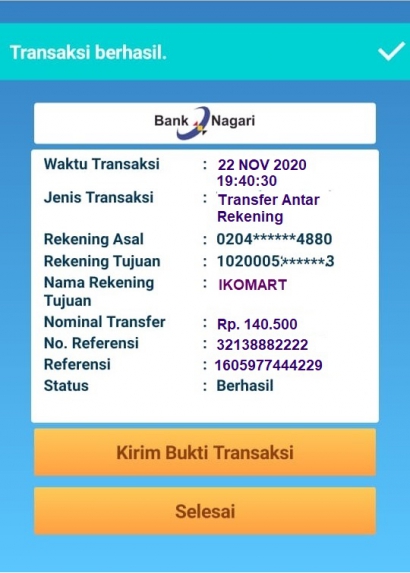 Transaksi berhasil.
Bank Nagari
Waktu Transaksi : 22 NOV 2020
19:40:30
Jenis Transaksi : Transfer Antar
Rekening
Rekening Asal : 0204******4880
Rekening Tujuan : 1020005******3
Nama Rekening : IKOMART
Tujuan
Nominal Transfer : Rp. 140.500
No. Referensi : 32138882222
Referensi : 1605977444229
Status : Berhasil
Kirim Bukti Transaksi
Selesai